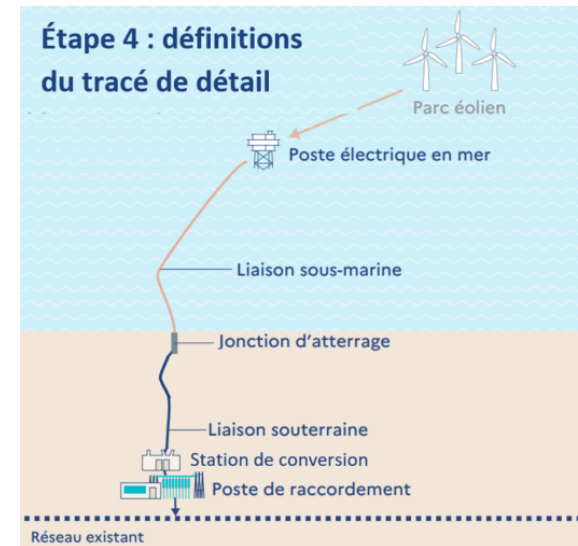 Étape 4 : définitions
du tracé de détail
Parc éolien
Poste électrique en mer
Liaison sous-marine
Jonction d'atterrage
Liaison souterraine
Station de conversion
Poste de raccordement
Réseau existant